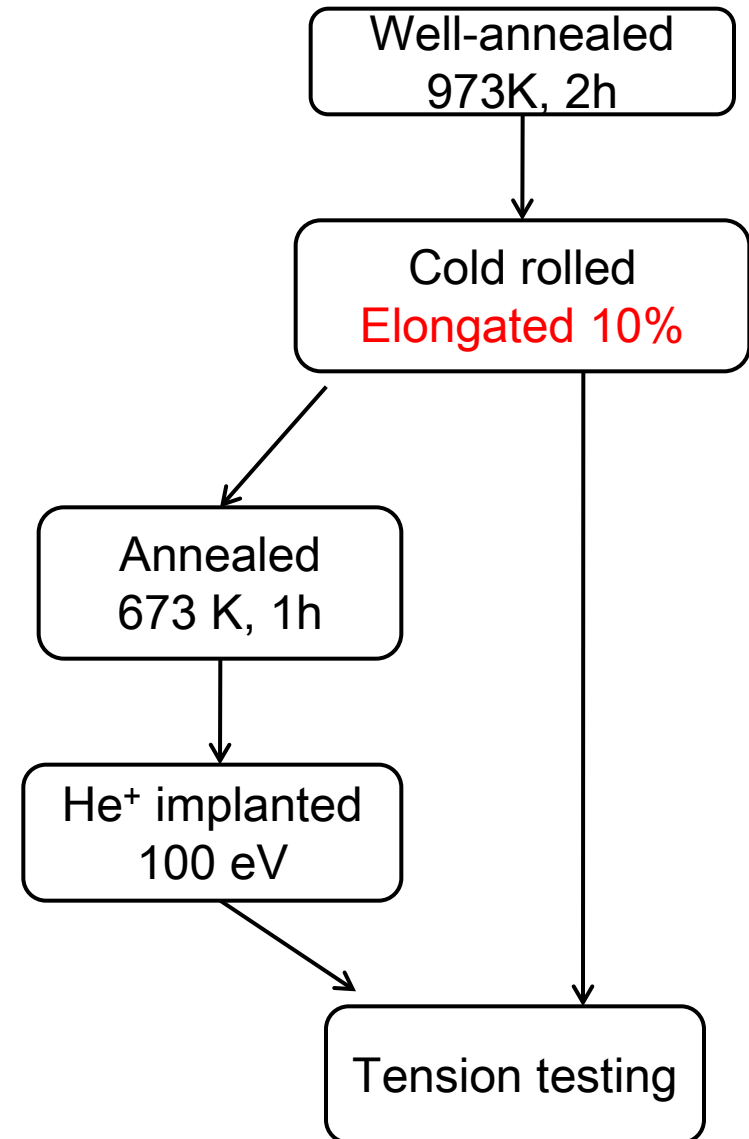 Well-annealed
973K, 2h
Cold rolled
Elongated 10%
Annealed
673 K, 1h
He⁺ implanted
100 eV
Tension testing